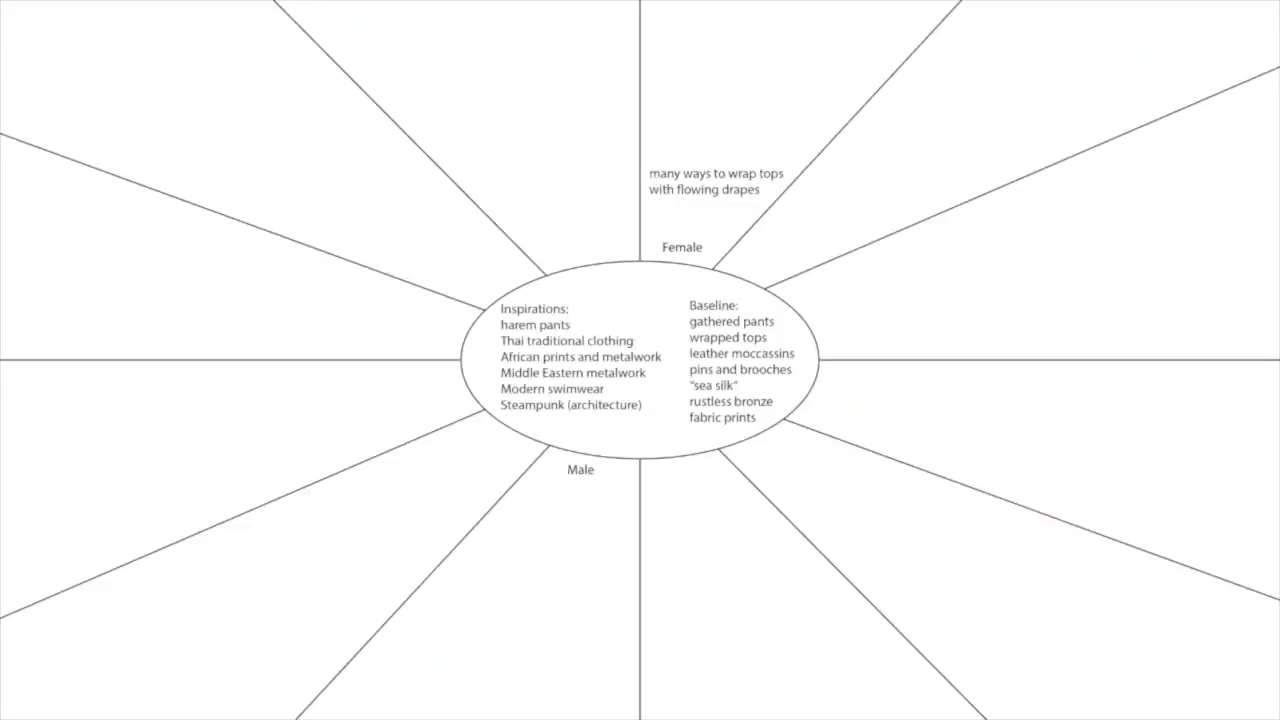 many ways to wrap tops
with flowing drapes
Female
Inspirations:
harem pants
Thai traditional clothing
African prints and metalwork
Middle Eastern metalwork
Modern swimwear
Steampunk (architecture)
Baseline:
gathered pants
wrapped tops
leather moccassins
pins and brooches
"sea silk"
rustless bronze
fabric prints
Male